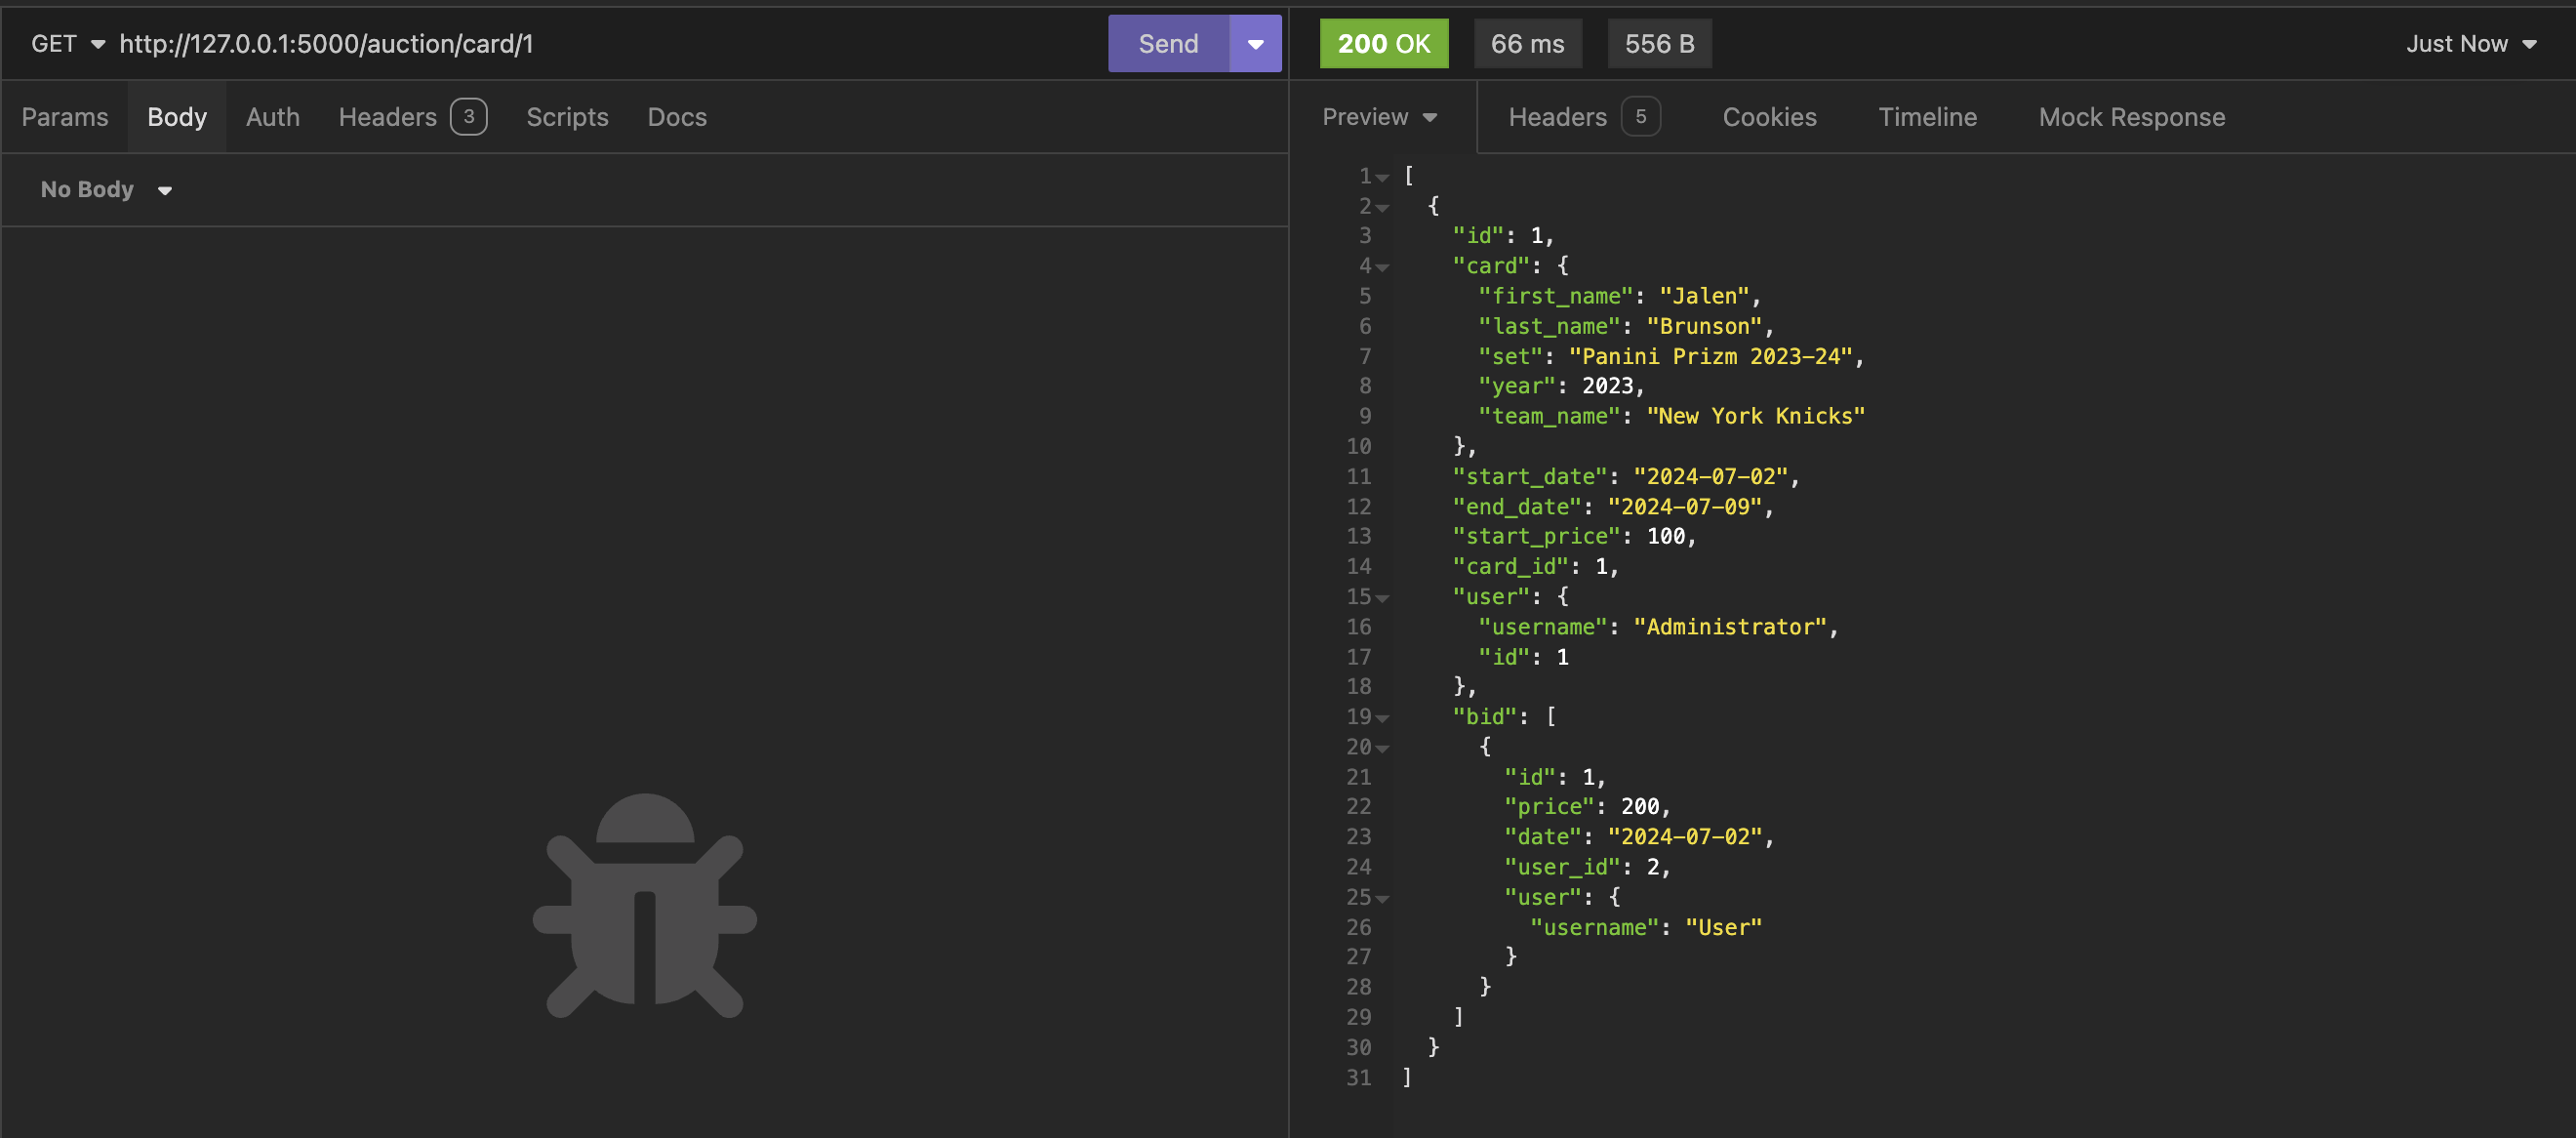 GET http://127.0.0.1:5000/auction/card/1 Send
200 OK 66 ms 556 B Just Now
Params Body Auth Headers 3 Scripts Docs
Preview Headers 5 Cookies Timeline Mock Response
No Body
1 [
2 {
3 "id": 1,
4 "card": {
5 "first_name": "Jalen",
6 "last_name": "Brunson",
7 "set": "Panini Prizm 2023-24",
8 "year": 2023,
9 "team_name": "New York Knicks"
10 },
11 "start_date": "2024-07-02",
12 "end_date": "2024-07-09",
13 "start_price": 100,
14 "card_id": 1,
15 "user": {
16 "username": "Administrator",
17 "id": 1
18 },
19 "bid": [
20 {
21 "id": 1,
22 "price": 200,
23 "date": "2024-07-02",
24 "user_id": 2,
25 "user": {
26 "username": "User"
27 }
28 }
29 ]
30 }
31 ]